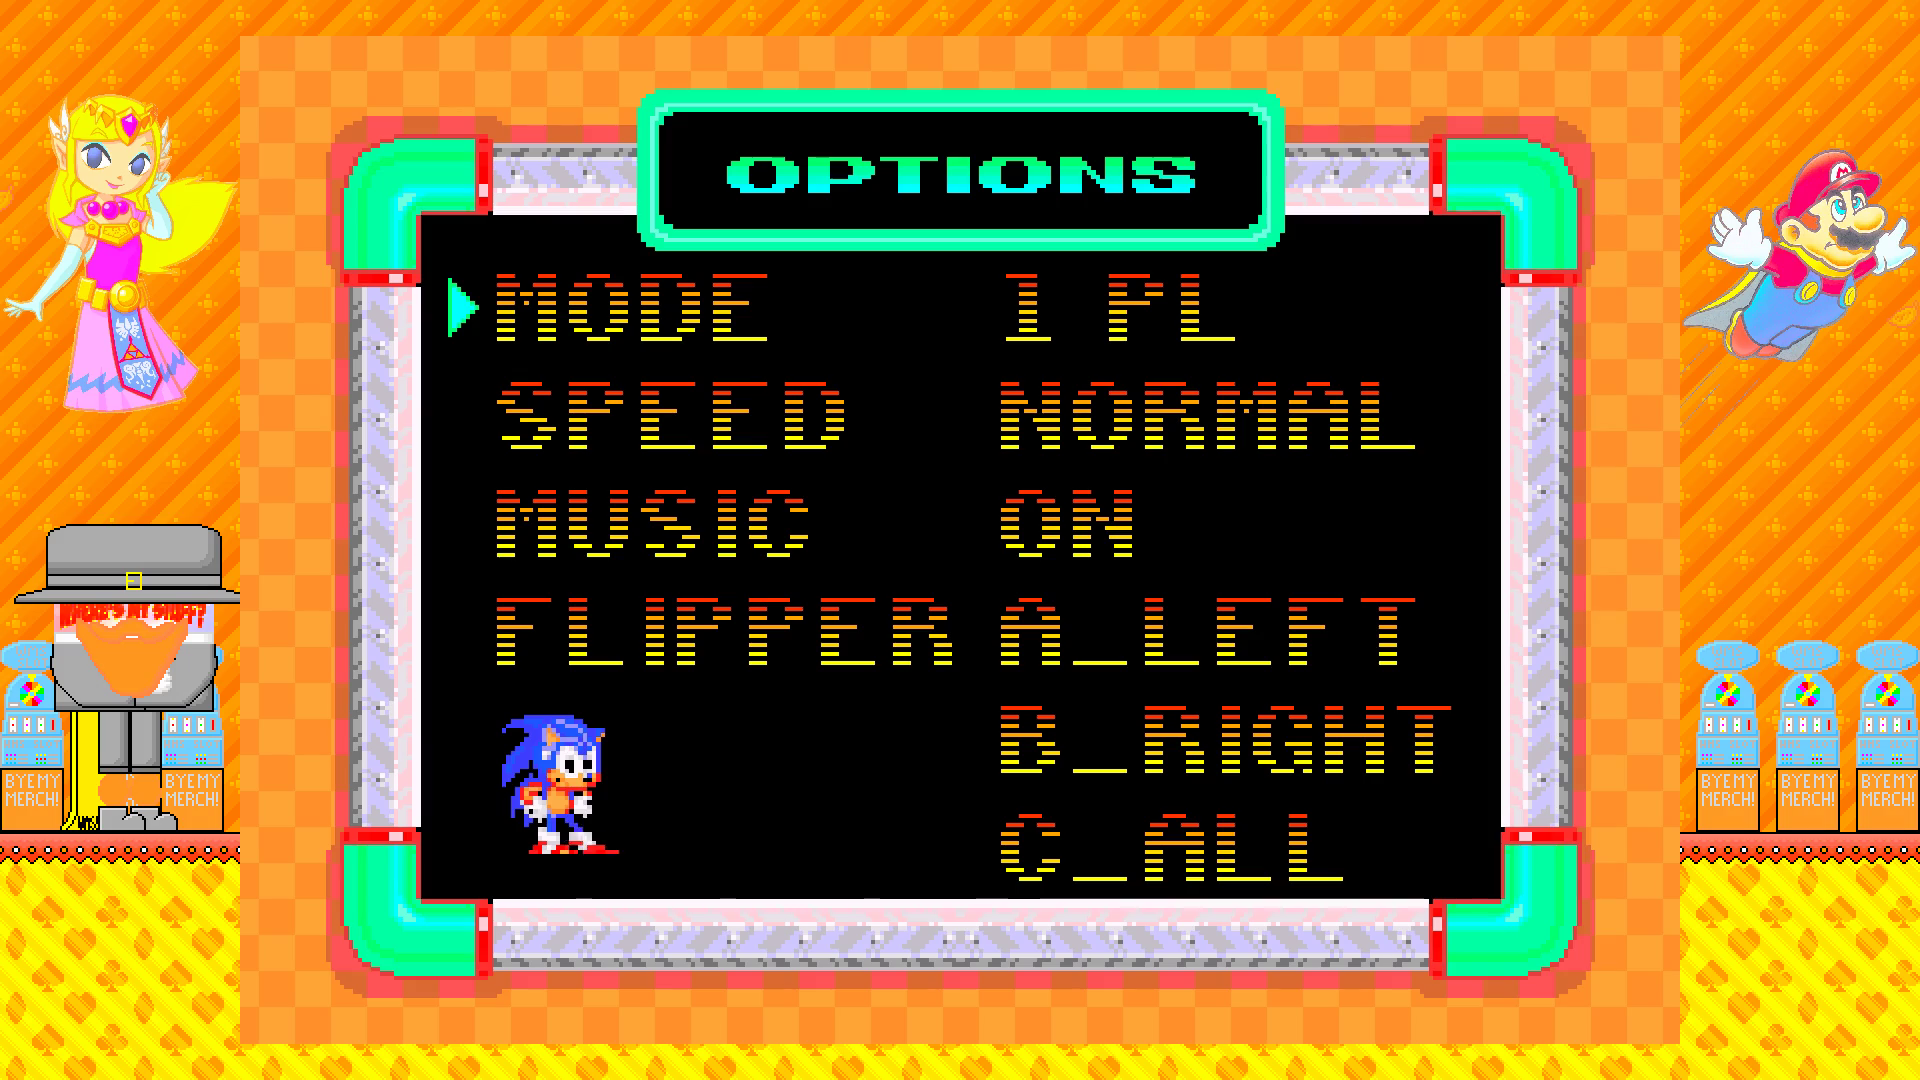 OPTIONS
MODE 1 PL
SPEED NORMAL
MUSIC ON
FLIPPER A_LEFT
B_RIGHT
C_ALL
BYEMY
MERCH!
BYEMY
MERCH!
BYEMY
MERCH!
BYEMY
MERCH!
BYEMY
MERCH!
M